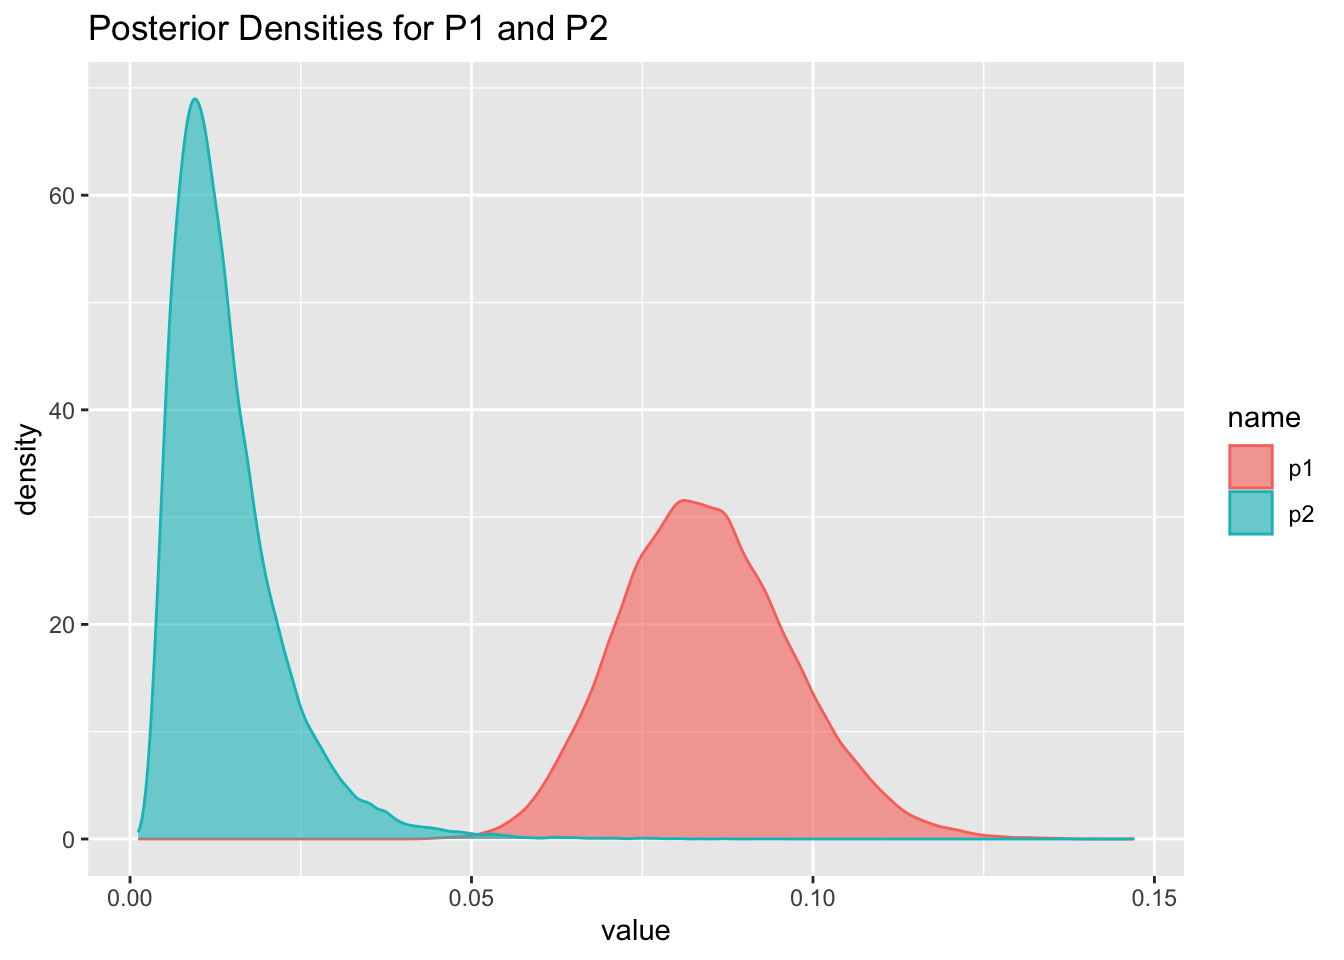 Posterior Densities for P1 and P2
density
60
40
20
0
0.00
0.05
0.10
0.15
value
name
p1
p2